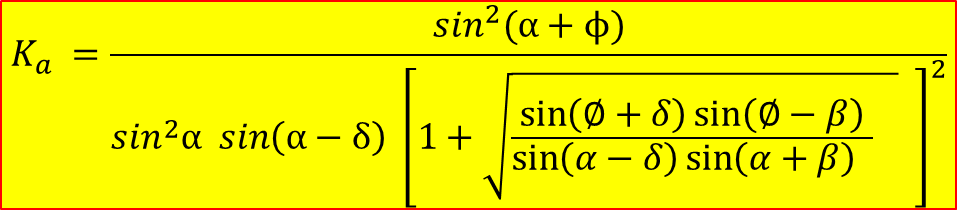 K_a = sin²(α + ϕ) / sin²α sin(α − δ) [1 + √(sin(∅ + δ) sin(∅ − β) / sin(α − δ) sin(α + β))]²